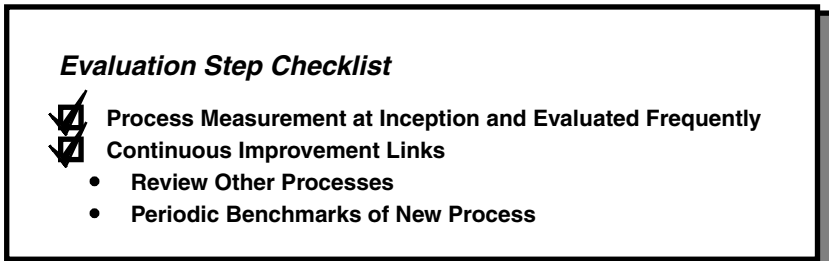 Evaluation Step Checklist
Process Measurement at Inception and Evaluated Frequently
Continuous Improvement Links
• Review Other Processes
• Periodic Benchmarks of New Process